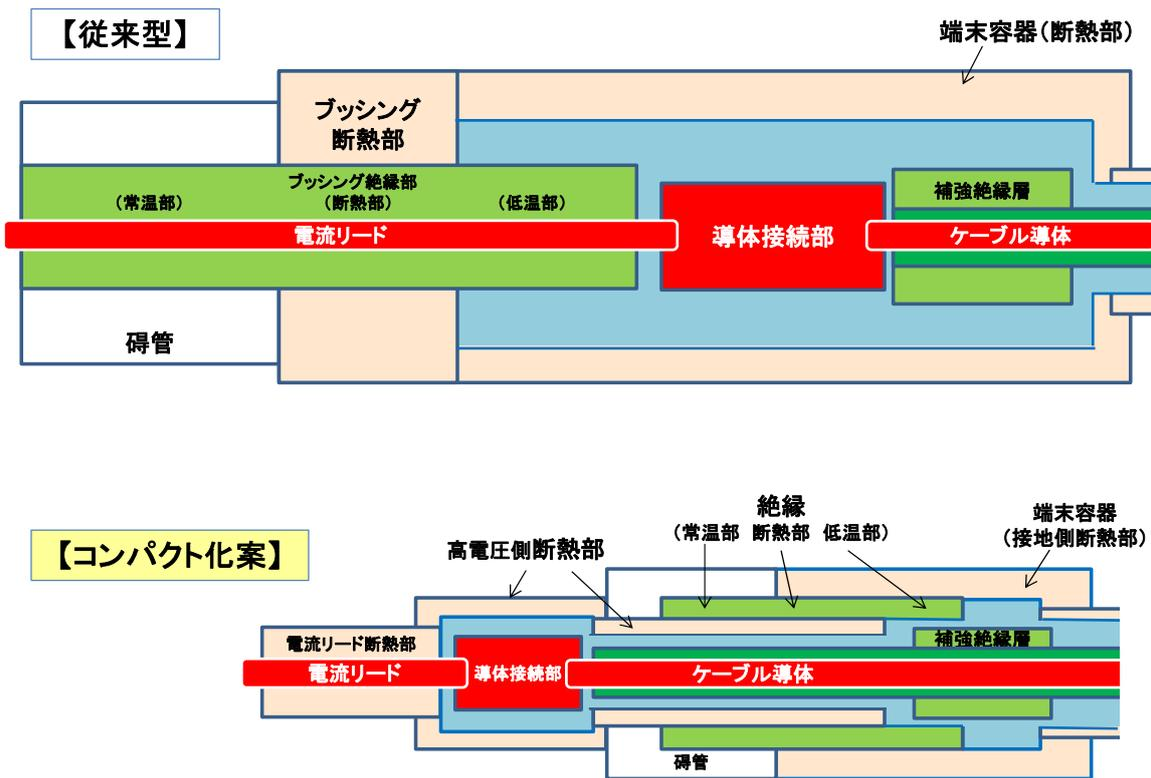 【従来型】
端末容器(断熱部)
ブッシング
断熱部
ブッシング絶縁部
(常温部) (断熱部) (低温部)
電流リード
導体接続部
補強絶縁層
ケーブル導体
碍管
【コンパクト化案】
絶縁
(常温部 断熱部 低温部)
端末容器
(接地側断熱部)
高電圧側断熱部
電流リード断熱部
電流リード
導体接続部
補強絶縁層
ケーブル導体
碍管